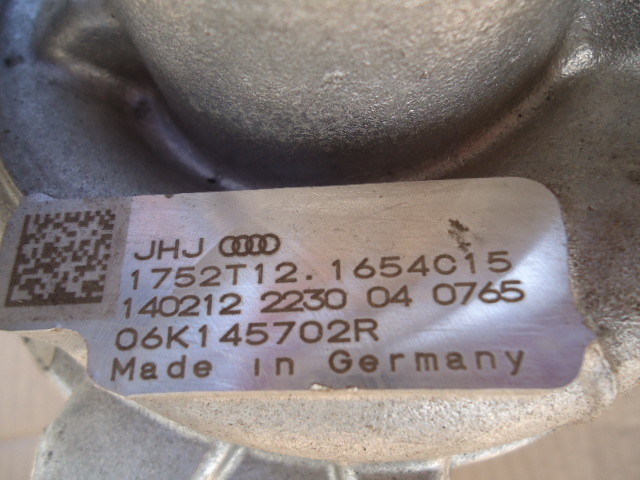 JHJ
1752T12.1654C15
140212 2230 04 0765
06K145702R
Made in Germany